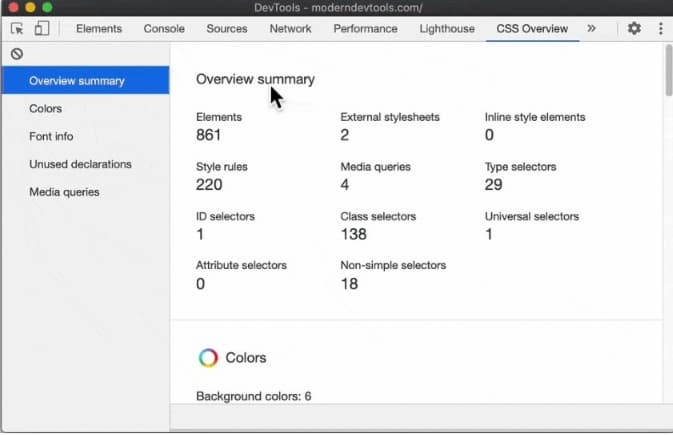 DevTools - moderndevtools.com/
Elements Console Sources Network Performance Lighthouse CSS Overview »
Overview summary
Colors
Font info
Unused declarations
Media queries
Overview summary
Elements External stylesheets Inline style elements
861 2 0
Style rules Media queries Type selectors
220 4 29
ID selectors Class selectors Universal selectors
1 138 1
Attribute selectors Non-simple selectors
0 18
Colors
Background colors: 6